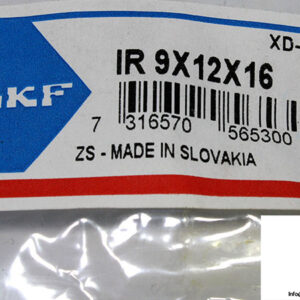 XD-
SKF
IR 9X12X16
7 316570 565300
ZS - MADE IN SLOVAKIA